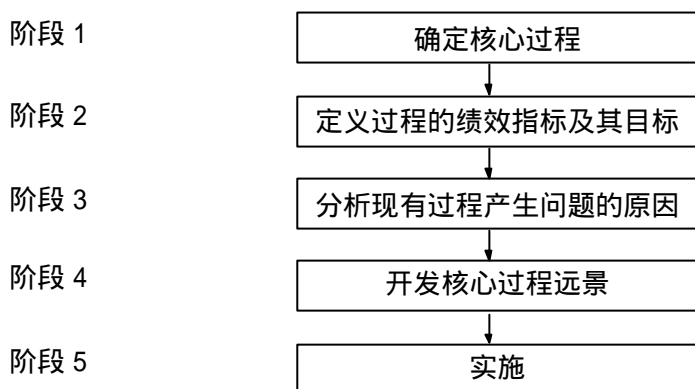 阶段 1 确定核心过程
阶段 2 定义过程的绩效指标及其目标
阶段 3 分析现有过程产生问题的原因
阶段 4 开发核心过程远景
阶段 5 实施